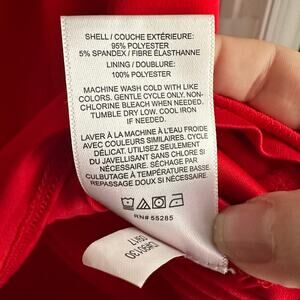 SHELL / COUCHE EXTÉRIEURE:
95% POLYESTER
5% SPANDEX / FIBRE ÉLASTHANNE
LINING / DOUBLURE:
100% POLYESTER
MACHINE WASH COLD WITH LIKE
COLORS. GENTLE CYCLE ONLY. NON-
CHLORINE BLEACH WHEN NEEDED.
TUMBLE DRY LOW. COOL IRON
IF NEEDED.
LAVER À LA MACHINE À L'EAU FROIDE
AVEC COULEURS SIMILAIRES. CYCLE
DÉLICAT. UTILISEZ SEULEMENT
DU JAVELLISANT SANS CHLORE SI
NÉCESSAIRE. SÉCHAGE PAR
CULBUTAGE À TEMPÉRATURE BASSE.
REPASSAGE DOUX SI NÉCESSAIRE.
RN# 55285
0917